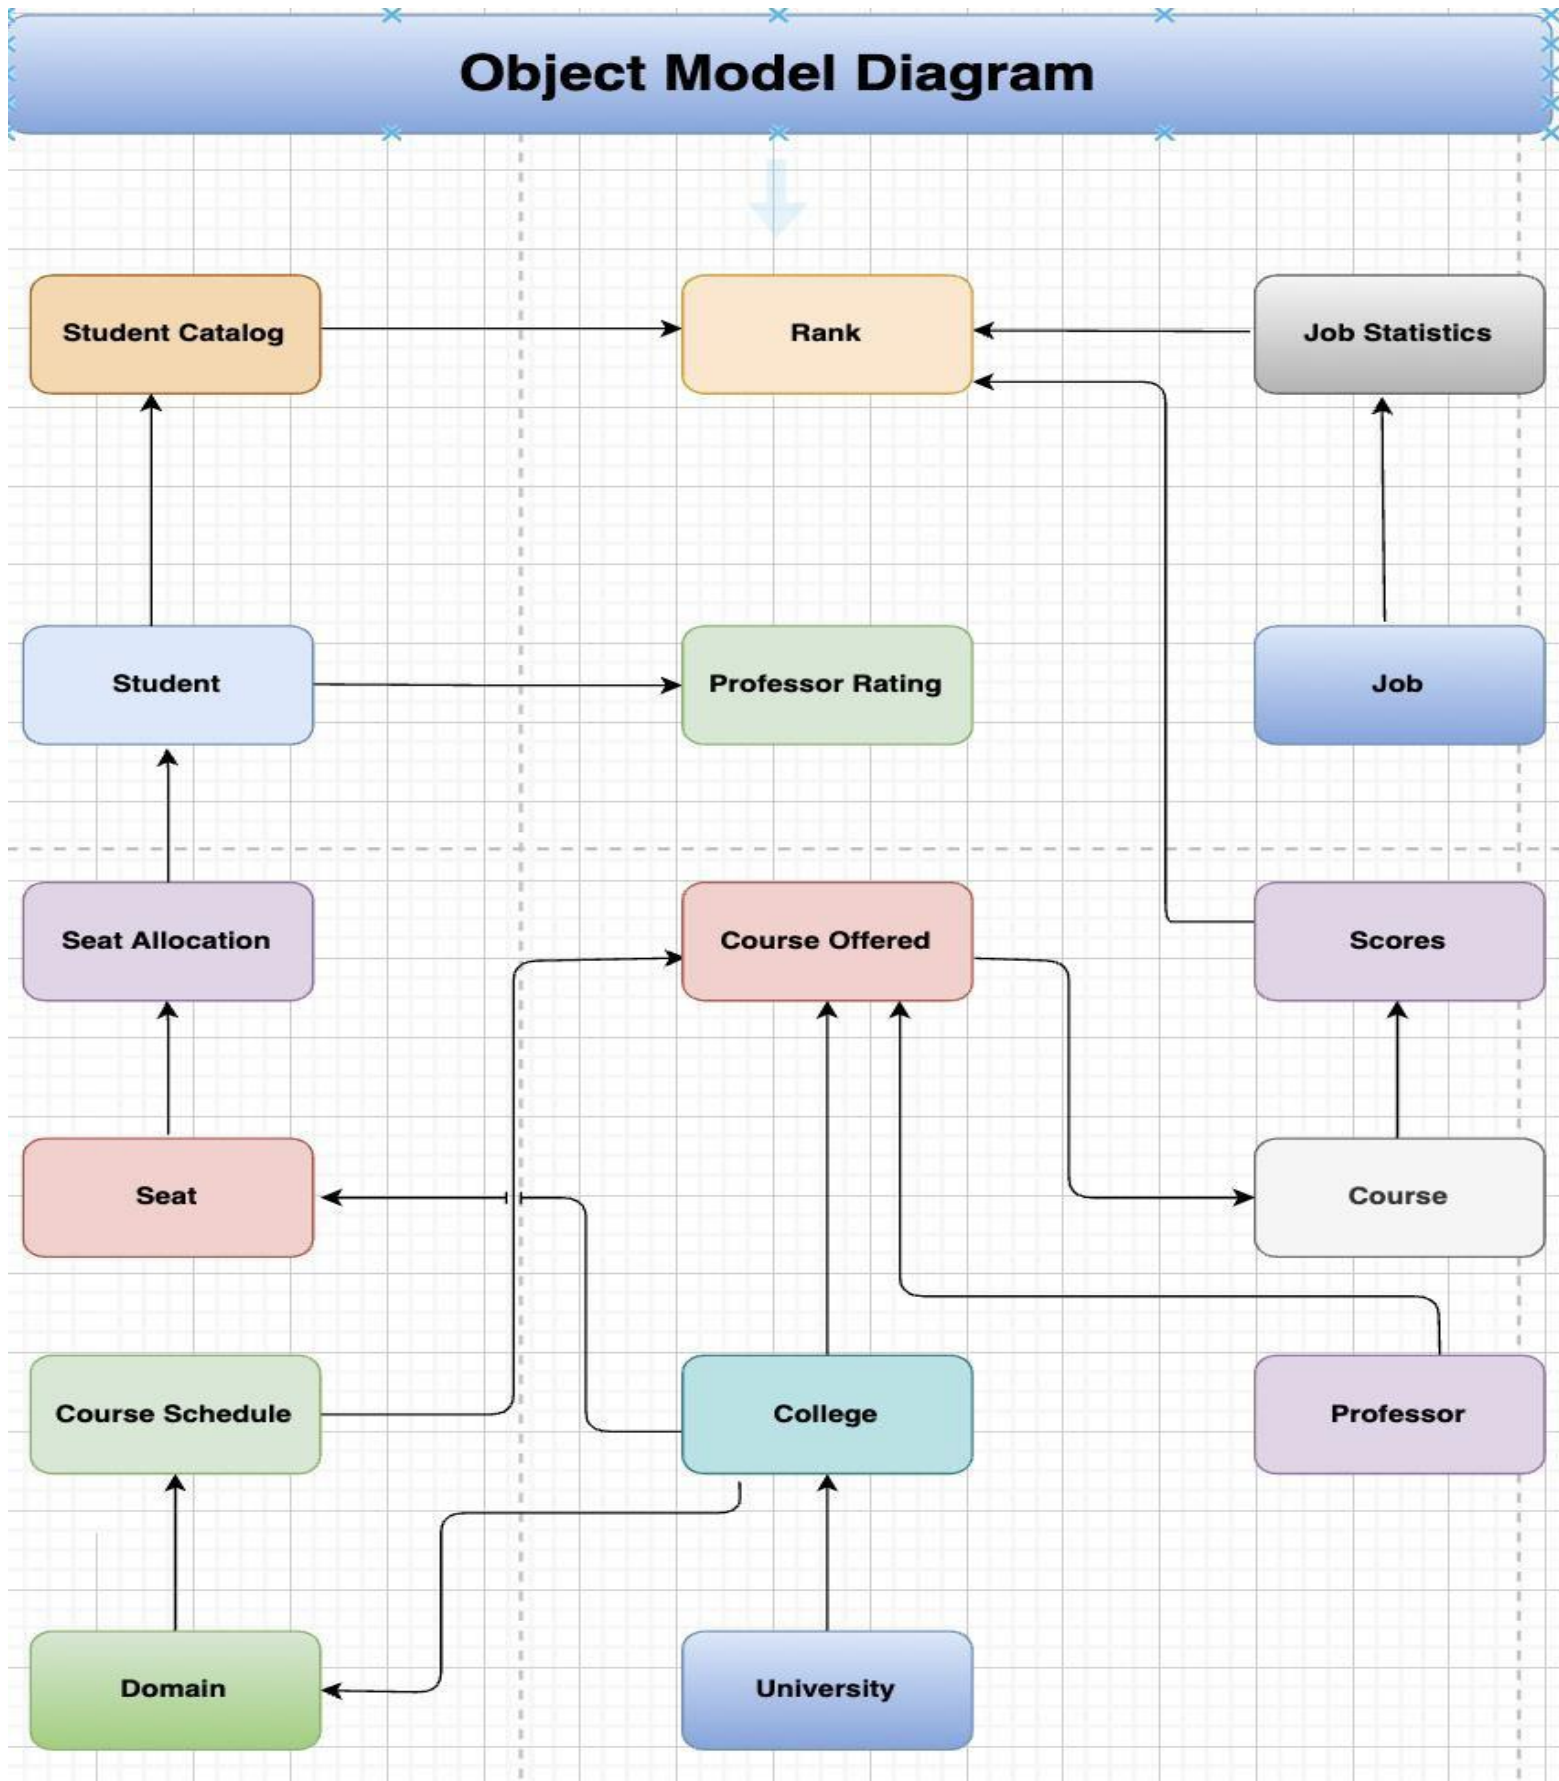 Object Model Diagram
Student Catalog
Rank
Job Statistics
Student
Professor Rating
Job
Seat Allocation
Course Offered
Scores
Seat
Course
Course Schedule
College
Professor
Domain
University